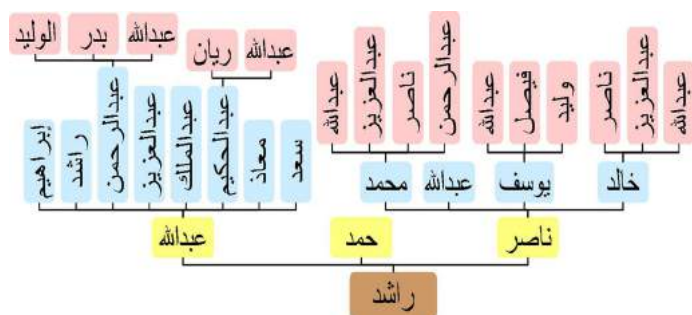 عبدالله بدر الوليد
عبدالله ريان
عبدالله عبدالعزيز ناصر
وليد فيصل عبدالله
عبدالرحمن ناصر عبدالعزيز عبدالله
سعد معاذ عبدالحكيم عبدالملك عبدالعزيز عبدالرحمن راشد إبراهيم
خالد يوسف عبدالله محمد
ناصر حمد عبدالله
راشد